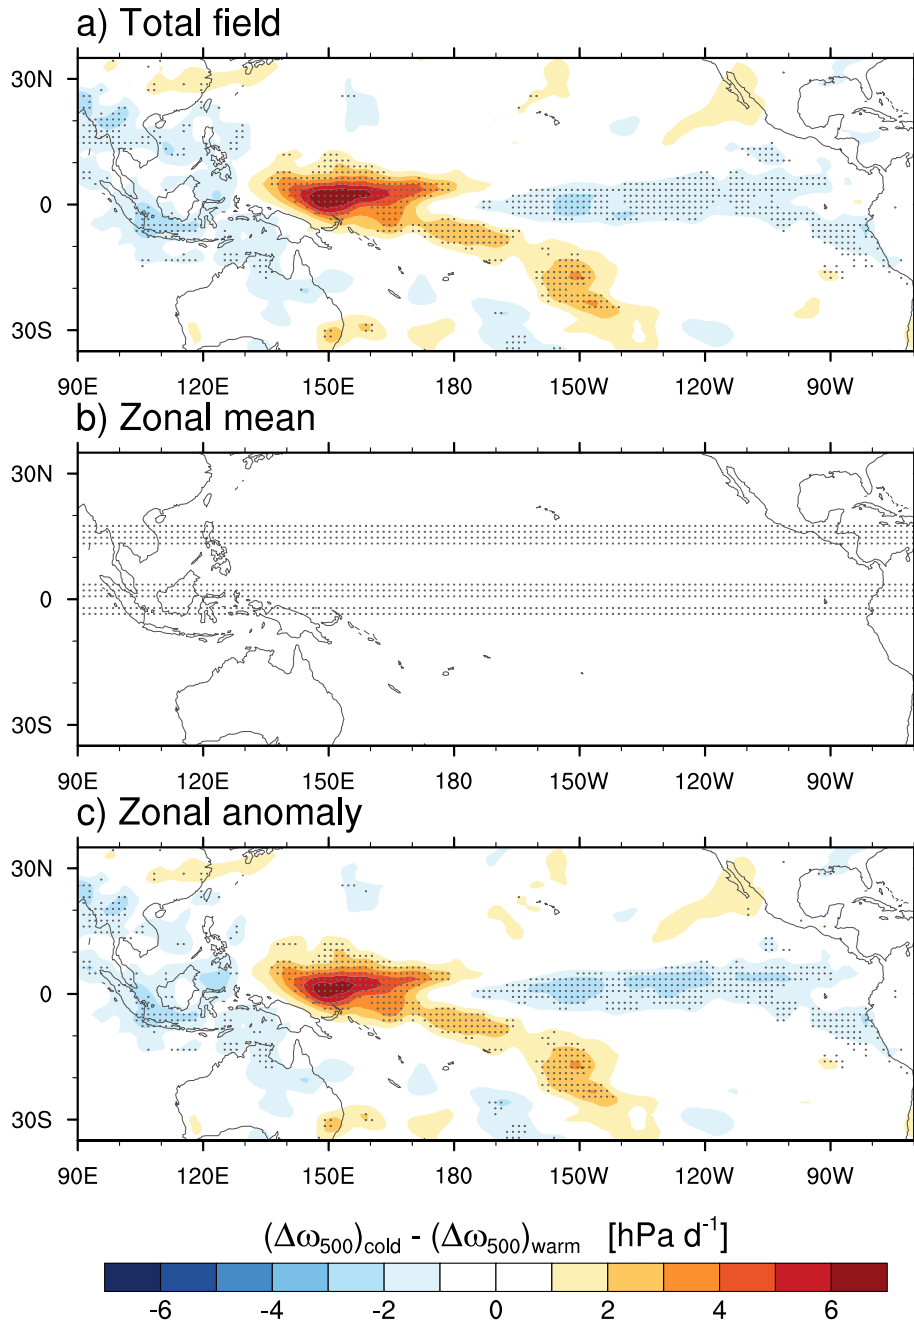 a) Total field
30N
0
30S
90E 120E 150E 180 150W 120W 90W
b) Zonal mean
30N
0
30S
90E 120E 150E 180 150W 120W 90W
c) Zonal anomaly
30N
0
30S
90E 120E 150E 180 150W 120W 90W
(Δω₅₀₀)cold - (Δω₅₀₀)warm [hPa d⁻¹]
-6 -4 -2 0 2 4 6